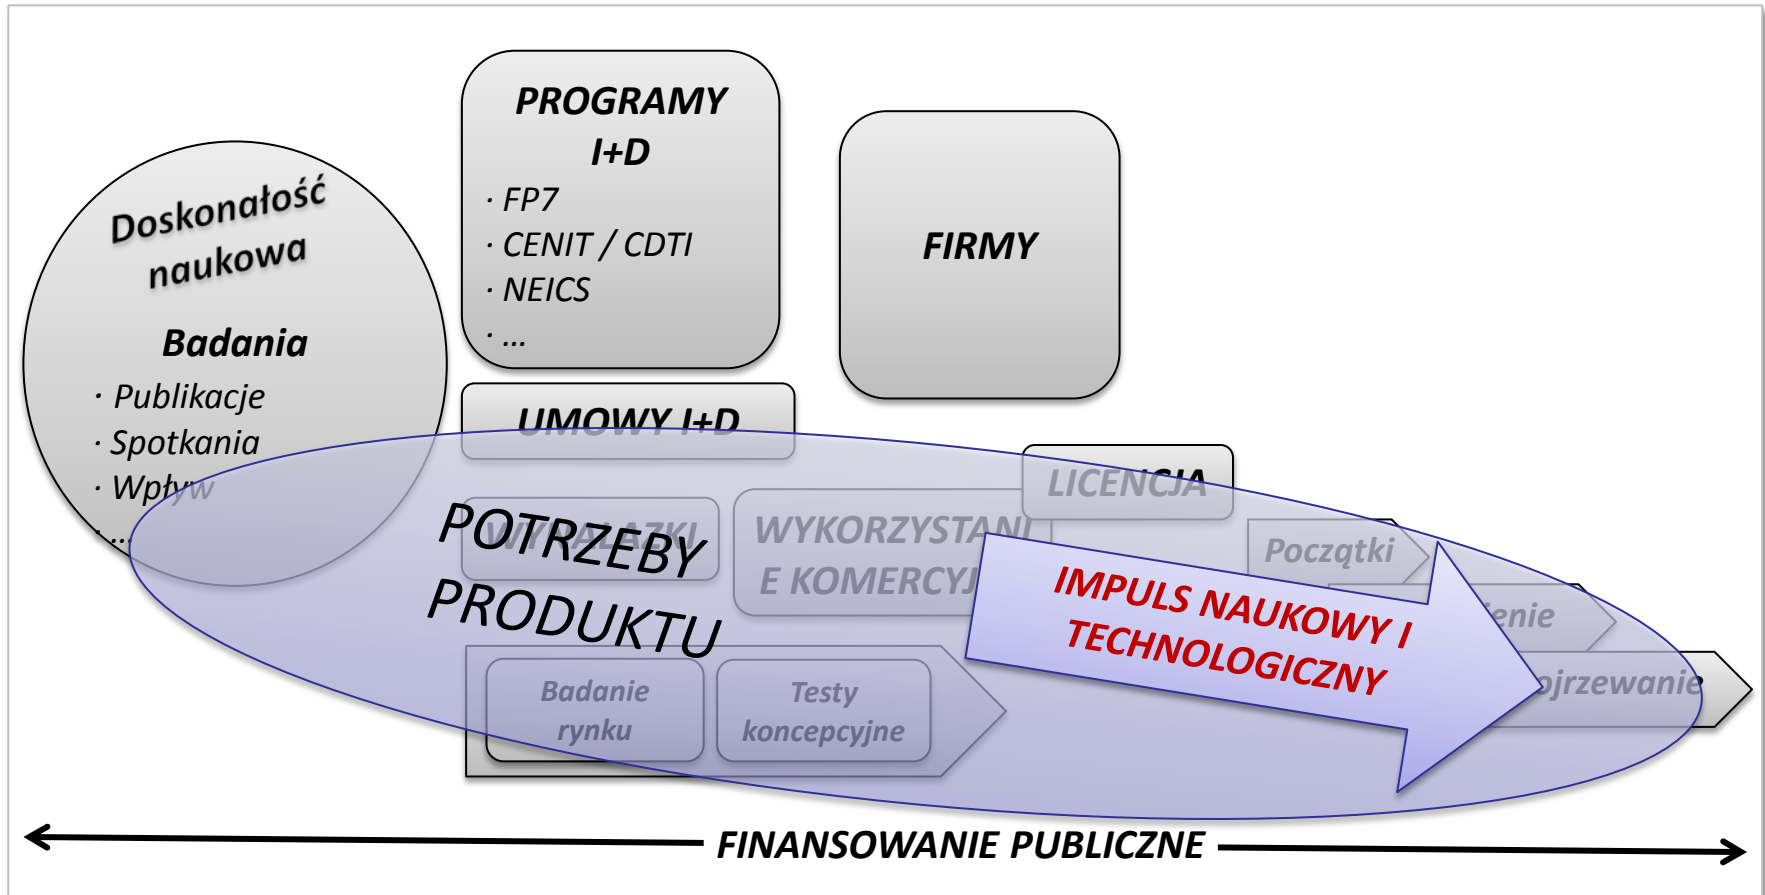 Doskonałość
naukowa
Badania
· Publikacje
· Spotkania
· Wpływ
· ...
PROGRAMY
I+D
· FP7
· CENIT / CDTI
· NEICS
· ...
UMOWY I+D
FIRMY
LICENCJA
WYNALAZKI
WYKORZYSTANI
E KOMERCYJ
POTRZEBY
PRODUKTU
Badanie
rynku
Testy
koncepcyjne
IMPULS NAUKOWY I
TECHNOLOGICZNY
Początki
FINANSOWANIE PUBLICZNE